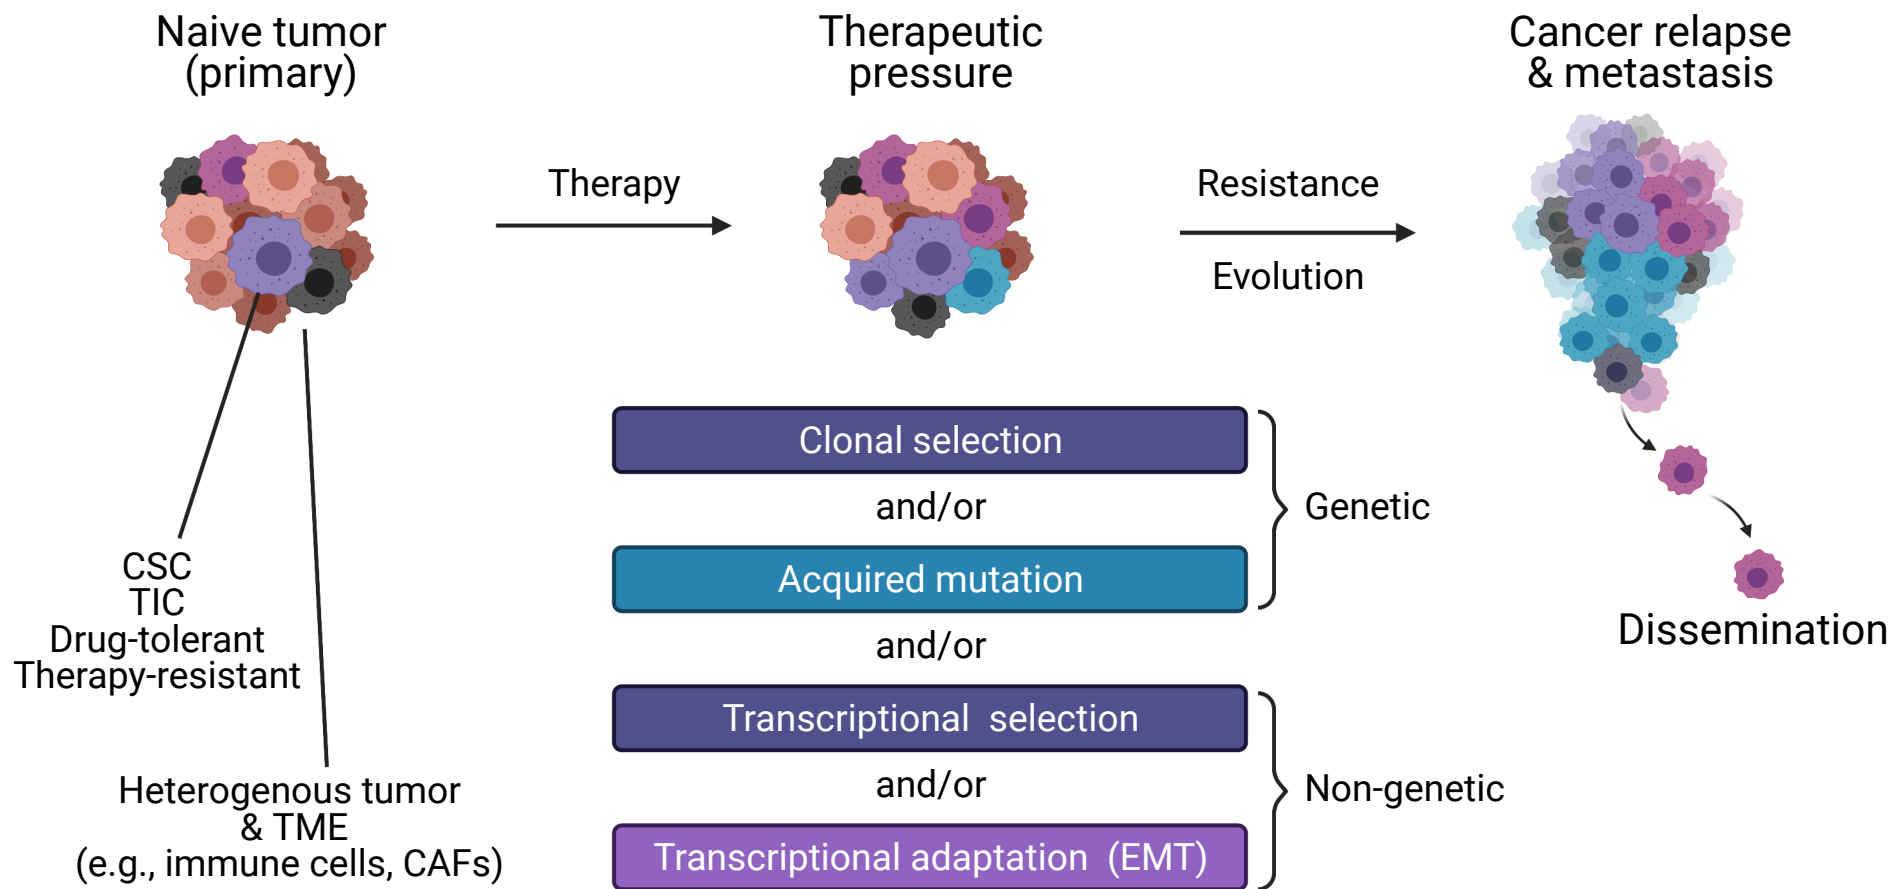 Naive tumor
(primary)
Therapeutic
pressure
Cancer relapse
& metastasis
Therapy
Resistance
Evolution
Clonal selection
and/or
Genetic
Acquired mutation
and/or
Transcriptional selection
and/or
Non-genetic
Transcriptional adaptation (EMT)
CSC
TIC
Drug-tolerant
Therapy-resistant
Heterogenous tumor
& TME
(e.g., immune cells, CAFs)
Dissemination